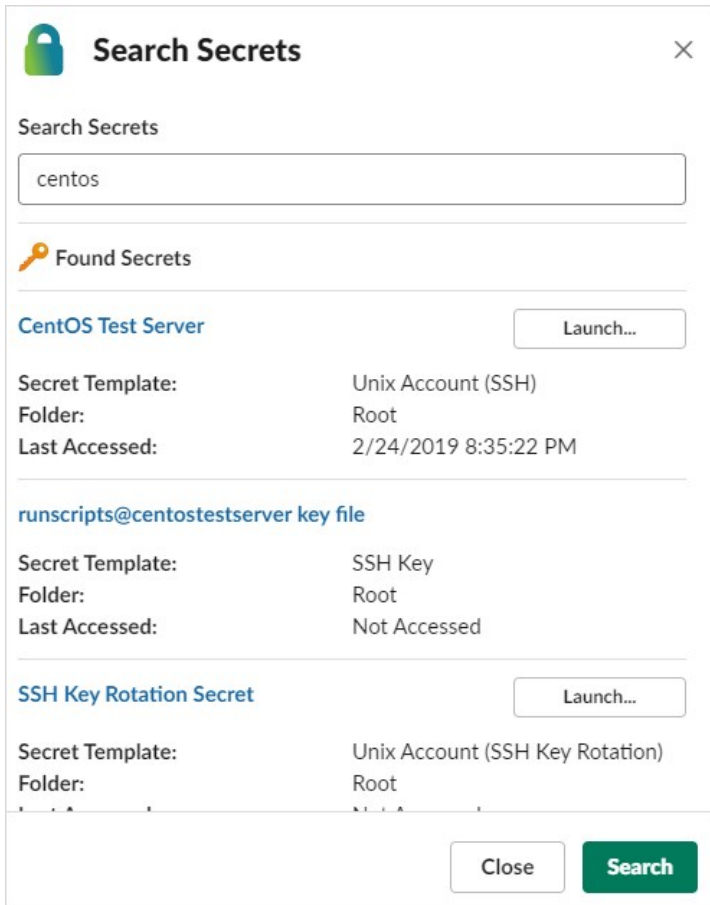 Search Secrets
Search Secrets
centos
Found Secrets
CentOS Test Server
Launch...
Secret Template: Unix Account (SSH)
Folder: Root
Last Accessed: 2/24/2019 8:35:22 PM
runscripts@centostestserver key file
Secret Template: SSH Key
Folder: Root
Last Accessed: Not Accessed
SSH Key Rotation Secret
Launch...
Secret Template: Unix Account (SSH Key Rotation)
Folder: Root
Close
Search